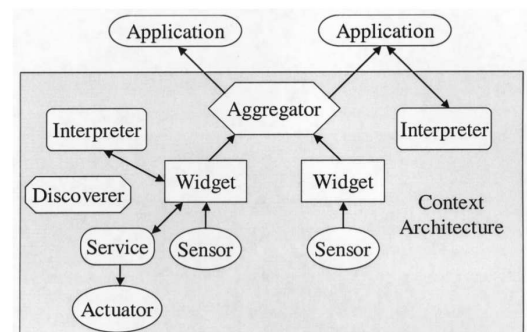 Application
Application
Aggregator
Interpreter
Interpreter
Widget
Widget
Discoverer
Context
Architecture
Service
Sensor
Sensor
Actuator